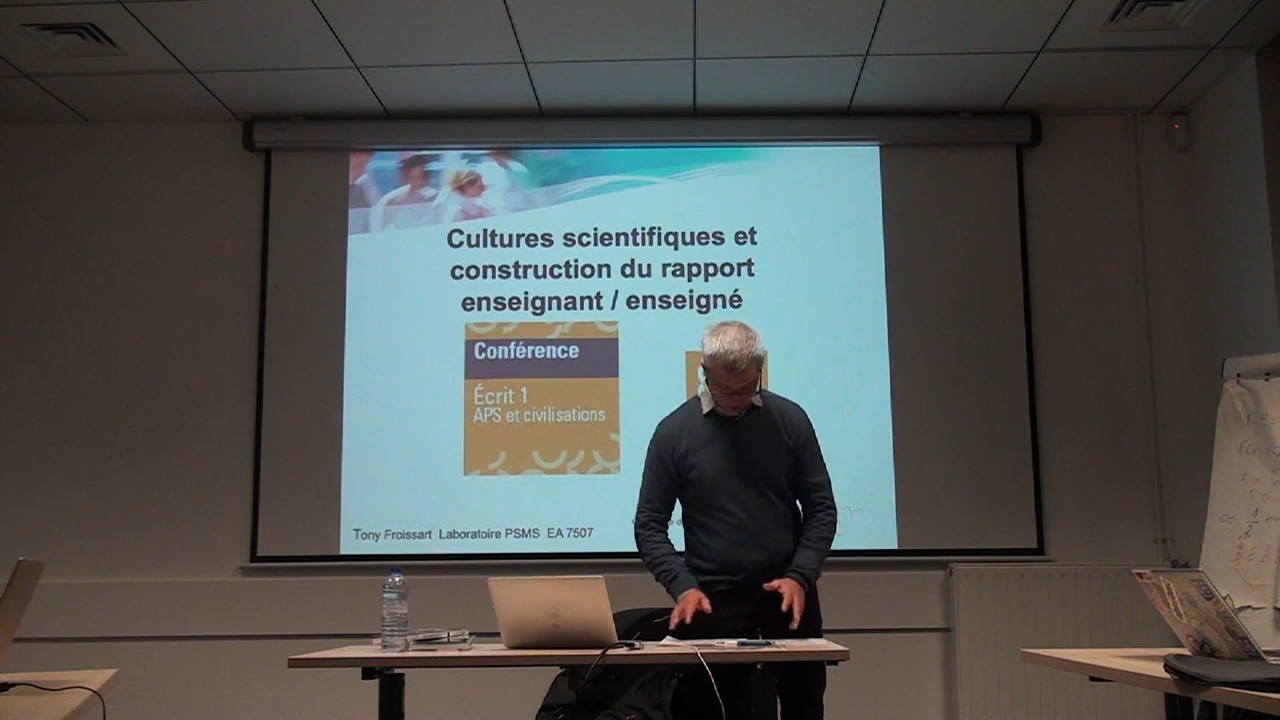 Cultures scientifiques et
construction du rapport
enseignant / enseigné
Conférence
Écrit 1
APS et civilisations
Tony Froissart Laboratoire PSMS EA 7507